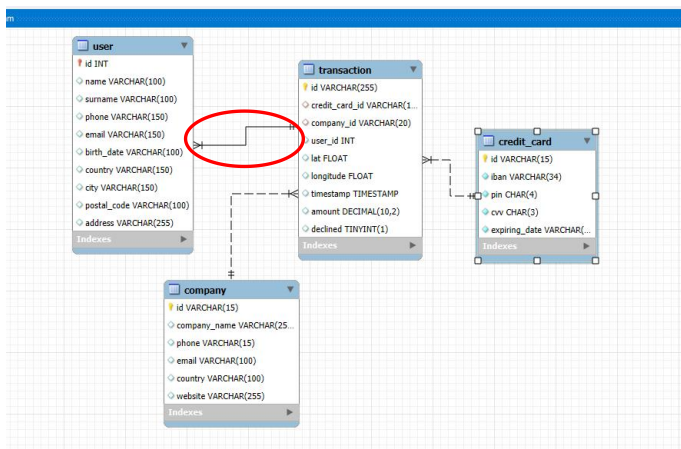 m
user
id INT
name VARCHAR(100)
surname VARCHAR(100)
phone VARCHAR(150)
email VARCHAR(150)
birth_date VARCHAR(100)
country VARCHAR(150)
city VARCHAR(150)
postal_code VARCHAR(100)
address VARCHAR(255)
Indexes
transaction
id VARCHAR(255)
credit_card_id VARCHAR(1...
company_id VARCHAR(20)
user_id INT
lat FLOAT
longitude FLOAT
timestamp TIMESTAMP
amount DECIMAL(10,2)
declined TINYINT(1)
Indexes
credit_card
id VARCHAR(15)
iban VARCHAR(34)
pin CHAR(4)
cvv CHAR(3)
expiring_date VARCHAR(...
Indexes
company
id VARCHAR(15)
company_name VARCHAR(25...
phone VARCHAR(15)
email VARCHAR(100)
country VARCHAR(100)
website VARCHAR(255)
Indexes